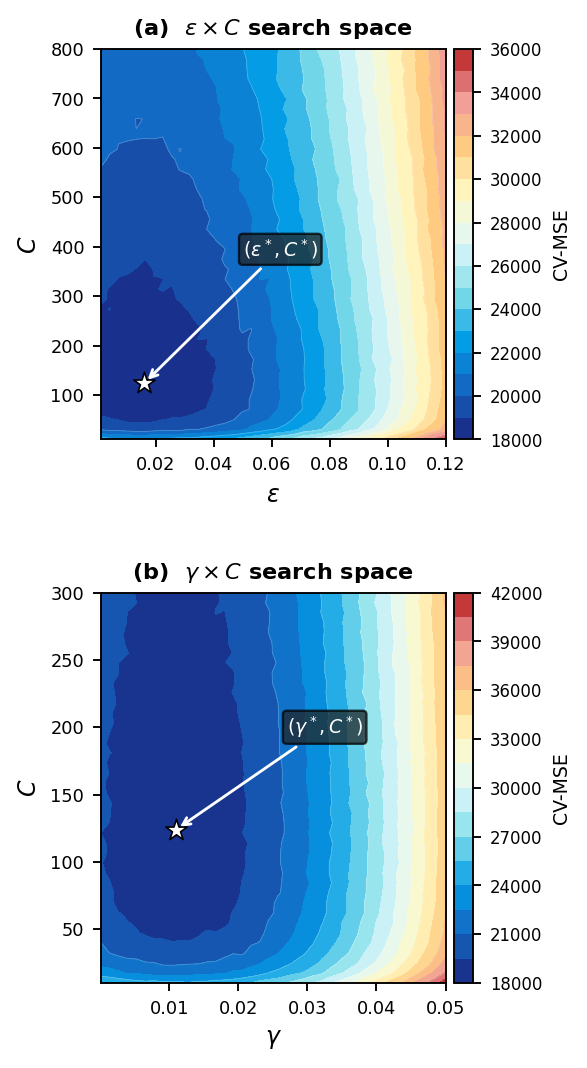 (a) ε × C search space
800
700
600
500
400
300
200
100
C
(ε*, C*)
0.02 0.04 0.06 0.08 0.10 0.12
ε
36000
34000
32000
30000
28000
26000
24000
22000
20000
18000
CV-MSE
(b) γ × C search space
300
250
200
150
100
50
C
(γ*, C*)
0.01 0.02 0.03 0.04 0.05
γ
42000
39000
36000
33000
30000
27000
24000
21000
18000
CV-MSE